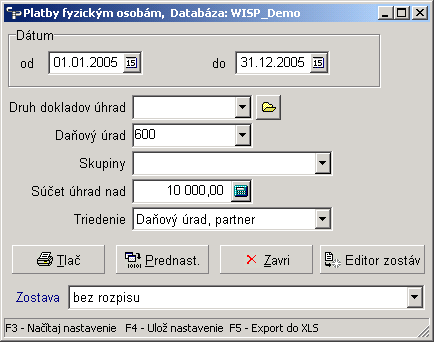 Platby fyzickým osobám, Databáza: WISP_Demo
Dátum
od 01.01.2005 15 do 31.12.2005 15
Druh dokladov úhrad
Daňový úrad 600
Skupiny
Súčet úhrad nad 10 000,00
Triedenie Daňový úrad, partner
Tlač Prednast. Zavri Editor zostáv
Zostava bez rozpisu
F3 - Načítaj nastavenie F4 - Ulož nastavenie F5 - Export do XLS